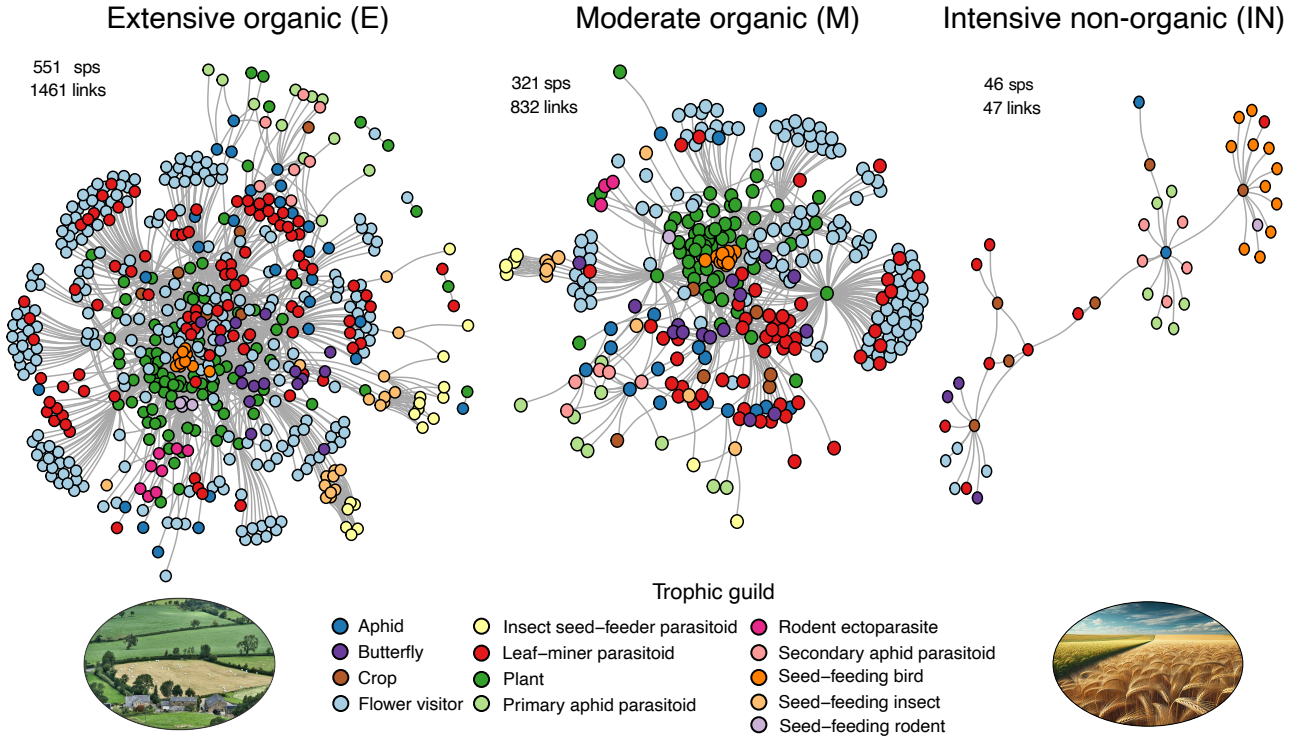 Extensive organic (E)
Moderate organic (M)
Intensive non-organic (IN)
551 sps
1461 links
321 sps
832 links
46 sps
47 links
Trophic guild
Aphid
Butterfly
Crop
Flower visitor
Insect seed−feeder parasitoid
Leaf−miner parasitoid
Plant
Primary aphid parasitoid
Rodent ectoparasite
Secondary aphid parasitoid
Seed−feeding bird
Seed−feeding insect
Seed−feeding rodent